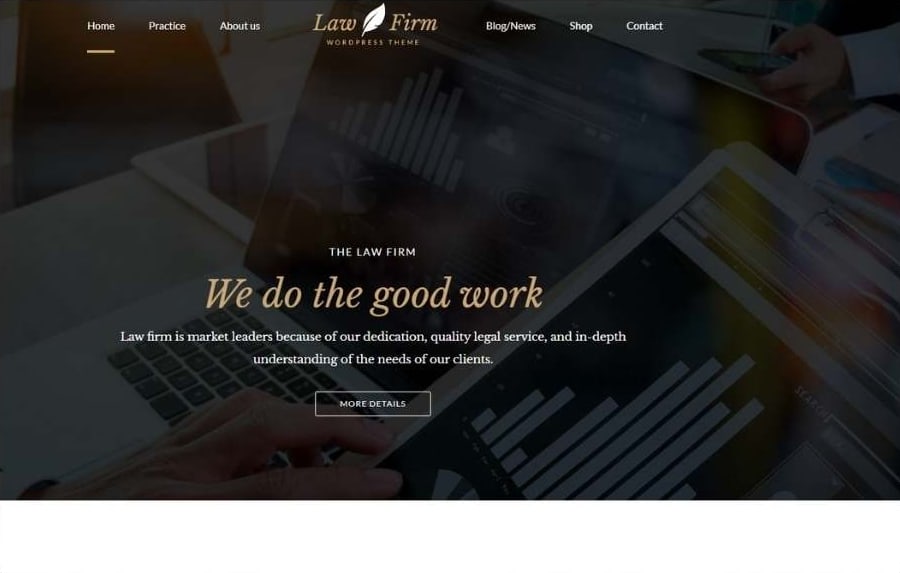 Home Practice About us Law Firm Blog/News Shop Contact
WORDPRESS THEME
THE LAW FIRM
We do the good work
Law firm is market leaders because of our dedication, quality legal service, and in-depth
understanding of the needs of our clients.
MORE DETAILS
SEARCH